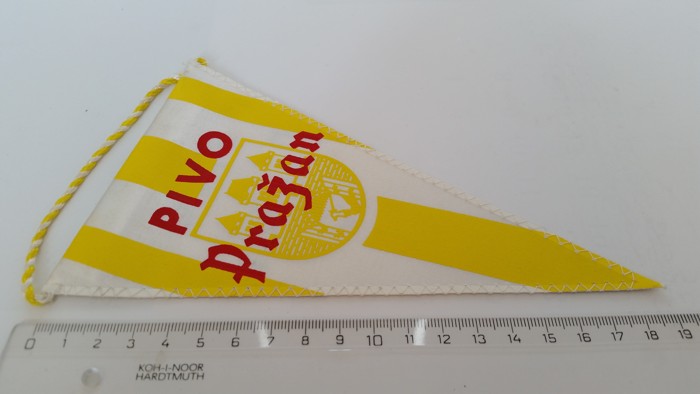 PIVO
Pražan
0 1 2 3 4 5 6 7 8 9 10 11 12 13 14 15 16 17 18 19
KOH-I-NOOR
HARDTMUTH